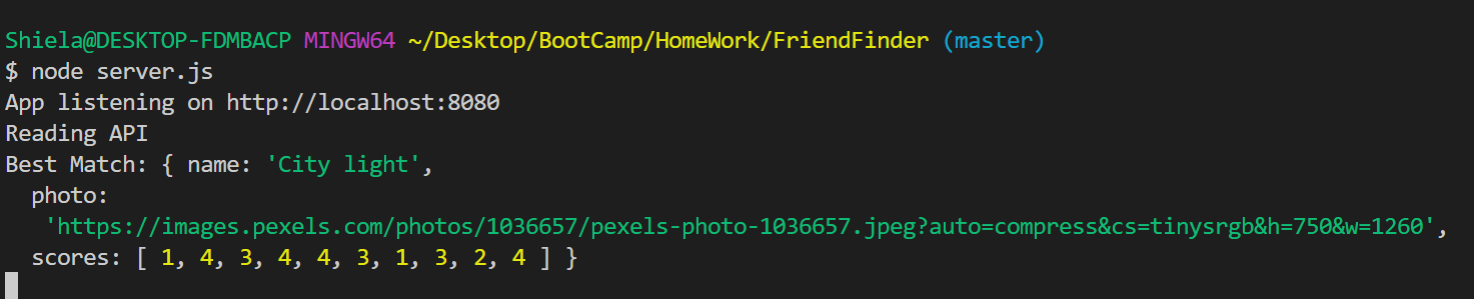 Shiela@DESKTOP-FDMBACP MINGW64 ~/Desktop/BootCamp/HomeWork/FriendFinder (master)
$ node server.js
App listening on http://localhost:8080
Reading API
Best Match: { name: 'City light',
  photo:
   'https://images.pexels.com/photos/1036657/pexels-photo-1036657.jpeg?auto=compress&cs=tinysrgb&h=750&w=1260',
  scores: [ 1, 4, 3, 4, 4, 3, 1, 3, 2, 4 ] }